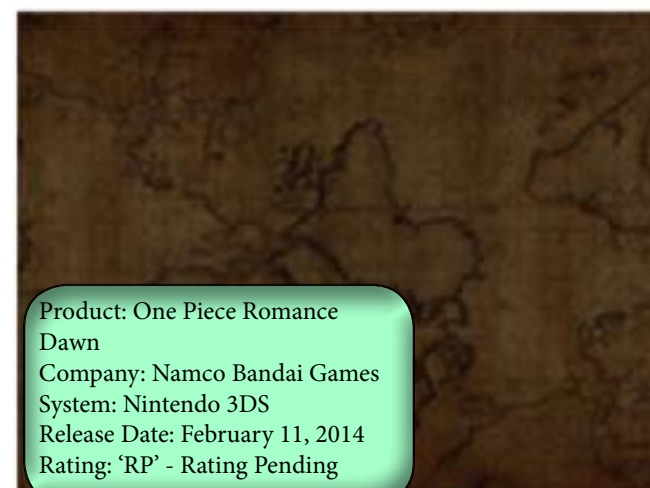 Product: One Piece Romance
Dawn
Company: Namco Bandai Games
System: Nintendo 3DS
Release Date: February 11, 2014
Rating: ‘RP’ - Rating Pending